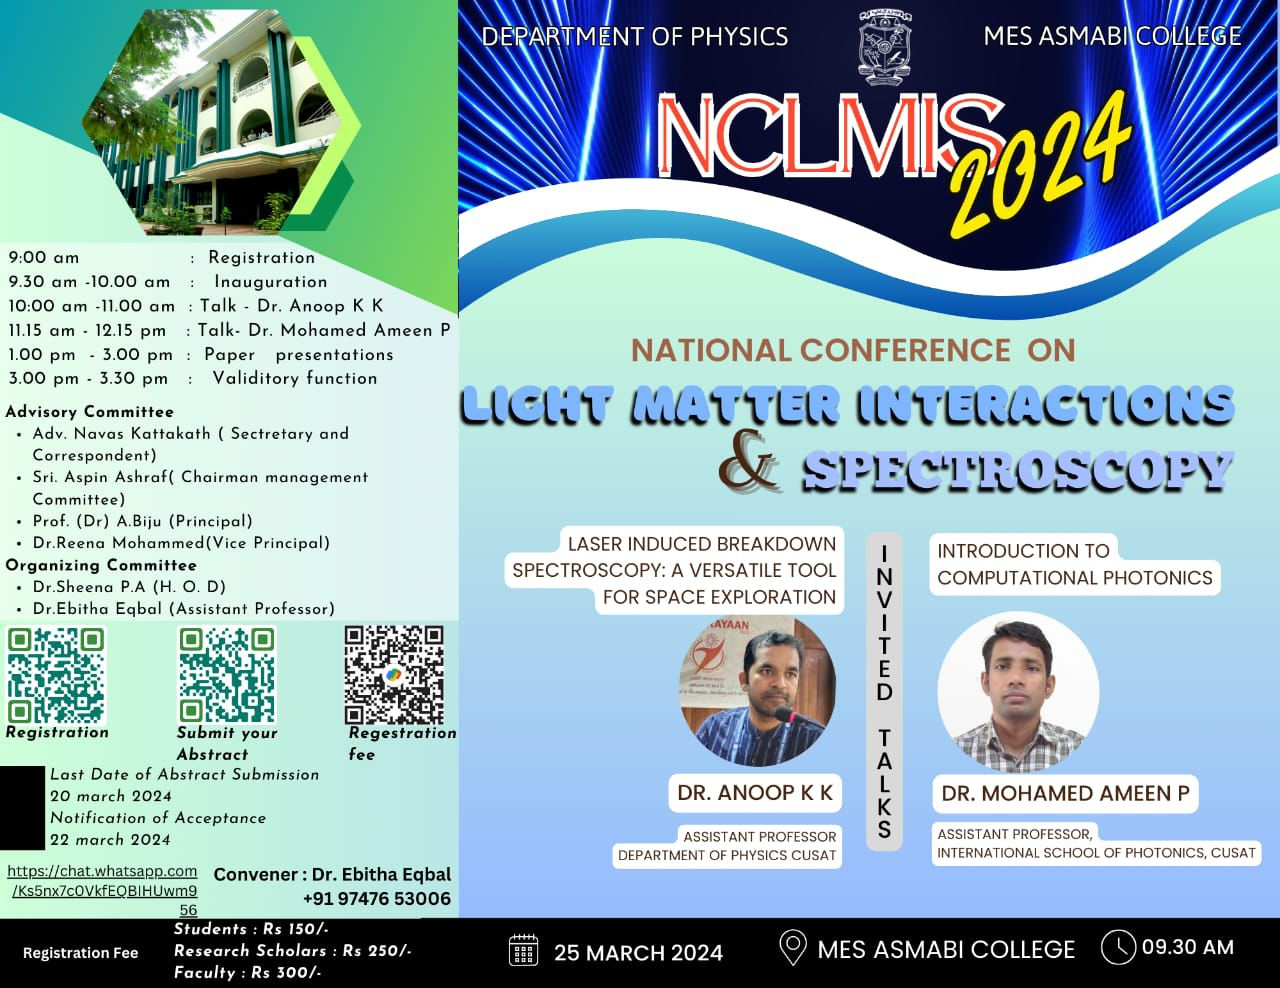 DEPARTMENT OF PHYSICS
MES ASMABI COLLEGE
NCLMIS
2024
NATIONAL CONFERENCE ON
LIGHT MATTER INTERACTIONS
& SPECTROSCOPY
LASER INDUCED BREAKDOWN
SPECTROSCOPY: A VERSATILE TOOL
FOR SPACE EXPLORATION
INVITED TALKS
INTRODUCTION TO
COMPUTATIONAL PHOTONICS
DR. ANOOP K K
ASSISTANT PROFESSOR
DEPARTMENT OF PHYSICS CUSAT
DR. MOHAMED AMEEN P
ASSISTANT PROFESSOR,
INTERNATIONAL SCHOOL OF PHOTONICS, CUSAT
9:00 am : Registration
9.30 am -10.00 am : Inauguration
10:00 am -11.00 am : Talk - Dr. Anoop K K
11.15 am - 12.15 pm : Talk- Dr. Mohamed Ameen P
1.00 pm - 3.00 pm : Paper presentations
3.00 pm - 3.30 pm : Validitory function
Advisory Committee
• Adv. Navas Kattakath ( Sectretary and
Correspondent)
• Sri. Aspin Ashraf( Chairman management
Committee)
• Prof. (Dr) A.Biju (Principal)
• Dr.Reena Mohammed(Vice Principal)
Organizing Committee
• Dr.Sheena P.A (H. O. D)
• Dr.Ebitha Eqbal (Assistant Professor)
Registration
Submit your
Abstract
Regestration
fee
Last Date of Abstract Submission
20 march 2024
Notification of Acceptance
22 march 2024
https://chat.whatsapp.com
/Ks5nx7c0VkfEQBIHUwm9
56
Convener : Dr. Ebitha Eqbal
+91 97476 53006
Registration Fee
Students : Rs 150/-
Research Scholars : Rs 250/-
Faculty : Rs 300/-
25 MARCH 2024
MES ASMABI COLLEGE
09.30 AM